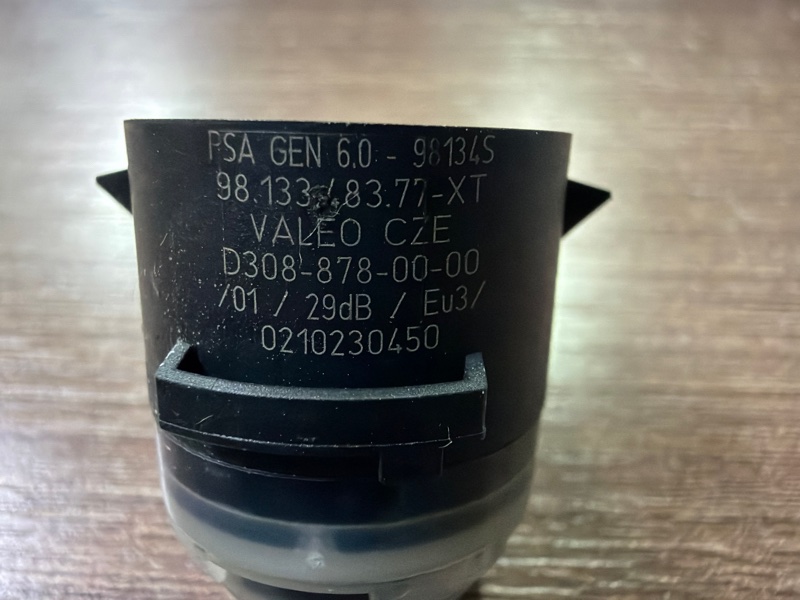 PSA GEN 6.0 - 98134S
98.133 483.77-XT
VALEO CZE
D308-878-00-00
/01 / 29dB / Eu3/
0210230450